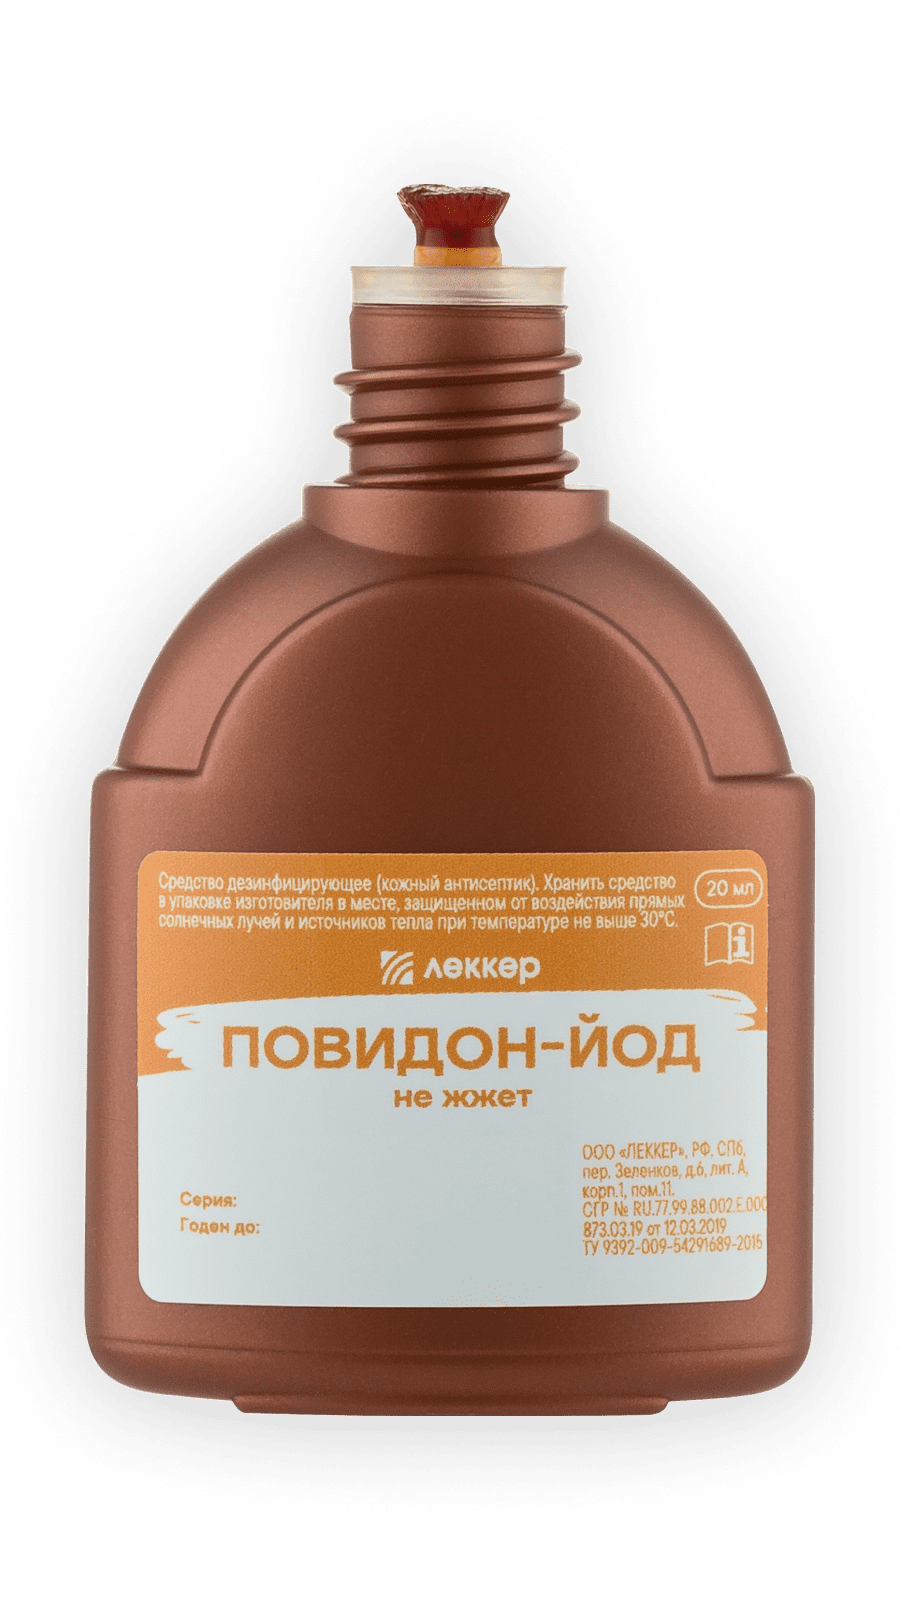 Средство дезинфицирующее (кожный антисептик). Хранить средство
в упаковке изготовителя в месте, защищенном от воздействия прямых
солнечных лучей и источников тепла при температуре не выше 30°С.
20 мл
леккер
ПОВИДОН-ЙОД
не жжет
ООО «ЛЕККЕР», РФ, СПб,
пер. Зеленков, д.6, лит. А,
корп.1, пом.11.
СГР № RU.77.99.88.002.Е.000
873.03.19 от 12.03.2019
ТУ 9392-009-54291689-2015
Серия:
Годен до: